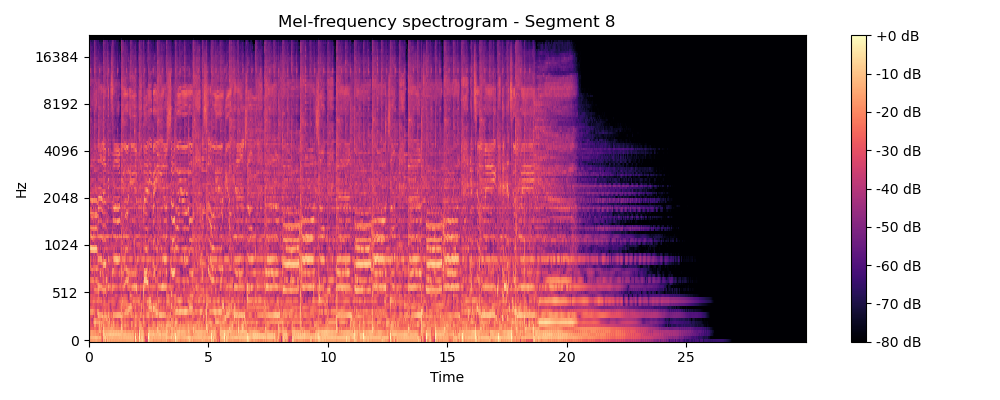 Mel-frequency spectrogram - Segment 8
16384
8192
4096
2048
1024
512
0
Hz
0 5 10 15 20 25
Time
+0 dB
-10 dB
-20 dB
-30 dB
-40 dB
-50 dB
-60 dB
-70 dB
-80 dB